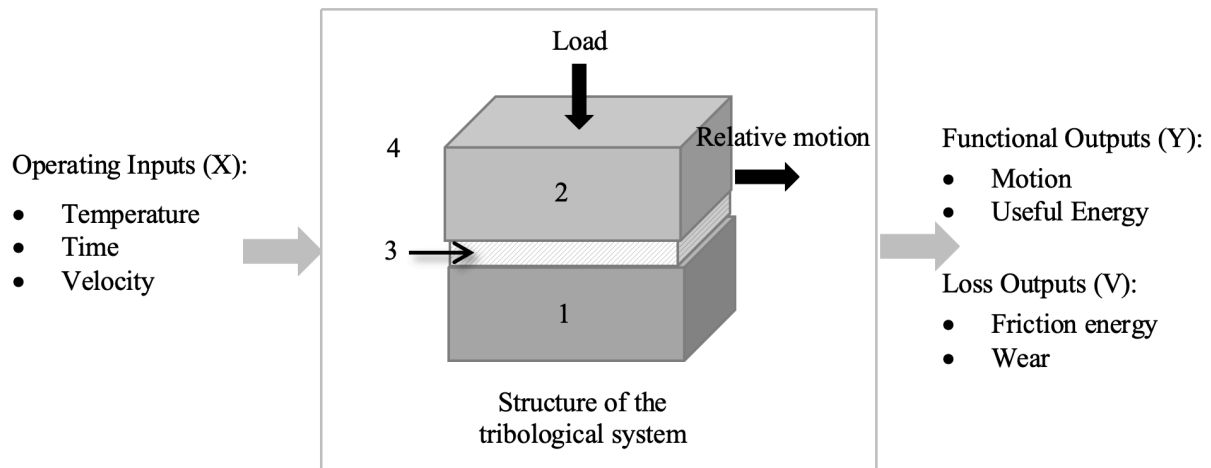 Operating Inputs (X):
• Temperature
• Time
• Velocity
Load
Relative motion
4
2
3
1
Structure of the
tribological system
Functional Outputs (Y):
• Motion
• Useful Energy
Loss Outputs (V):
• Friction energy
• Wear